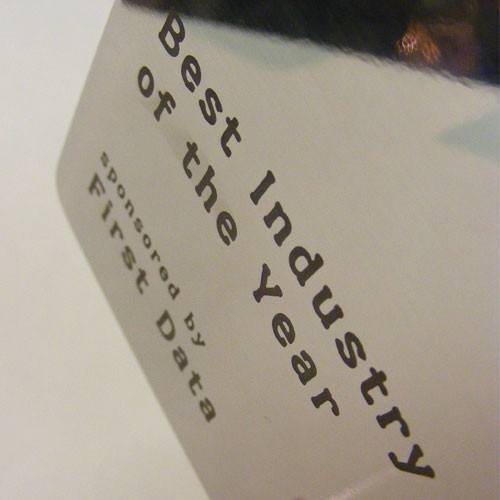 Best Industry
of the Year
sponsored by
First Data